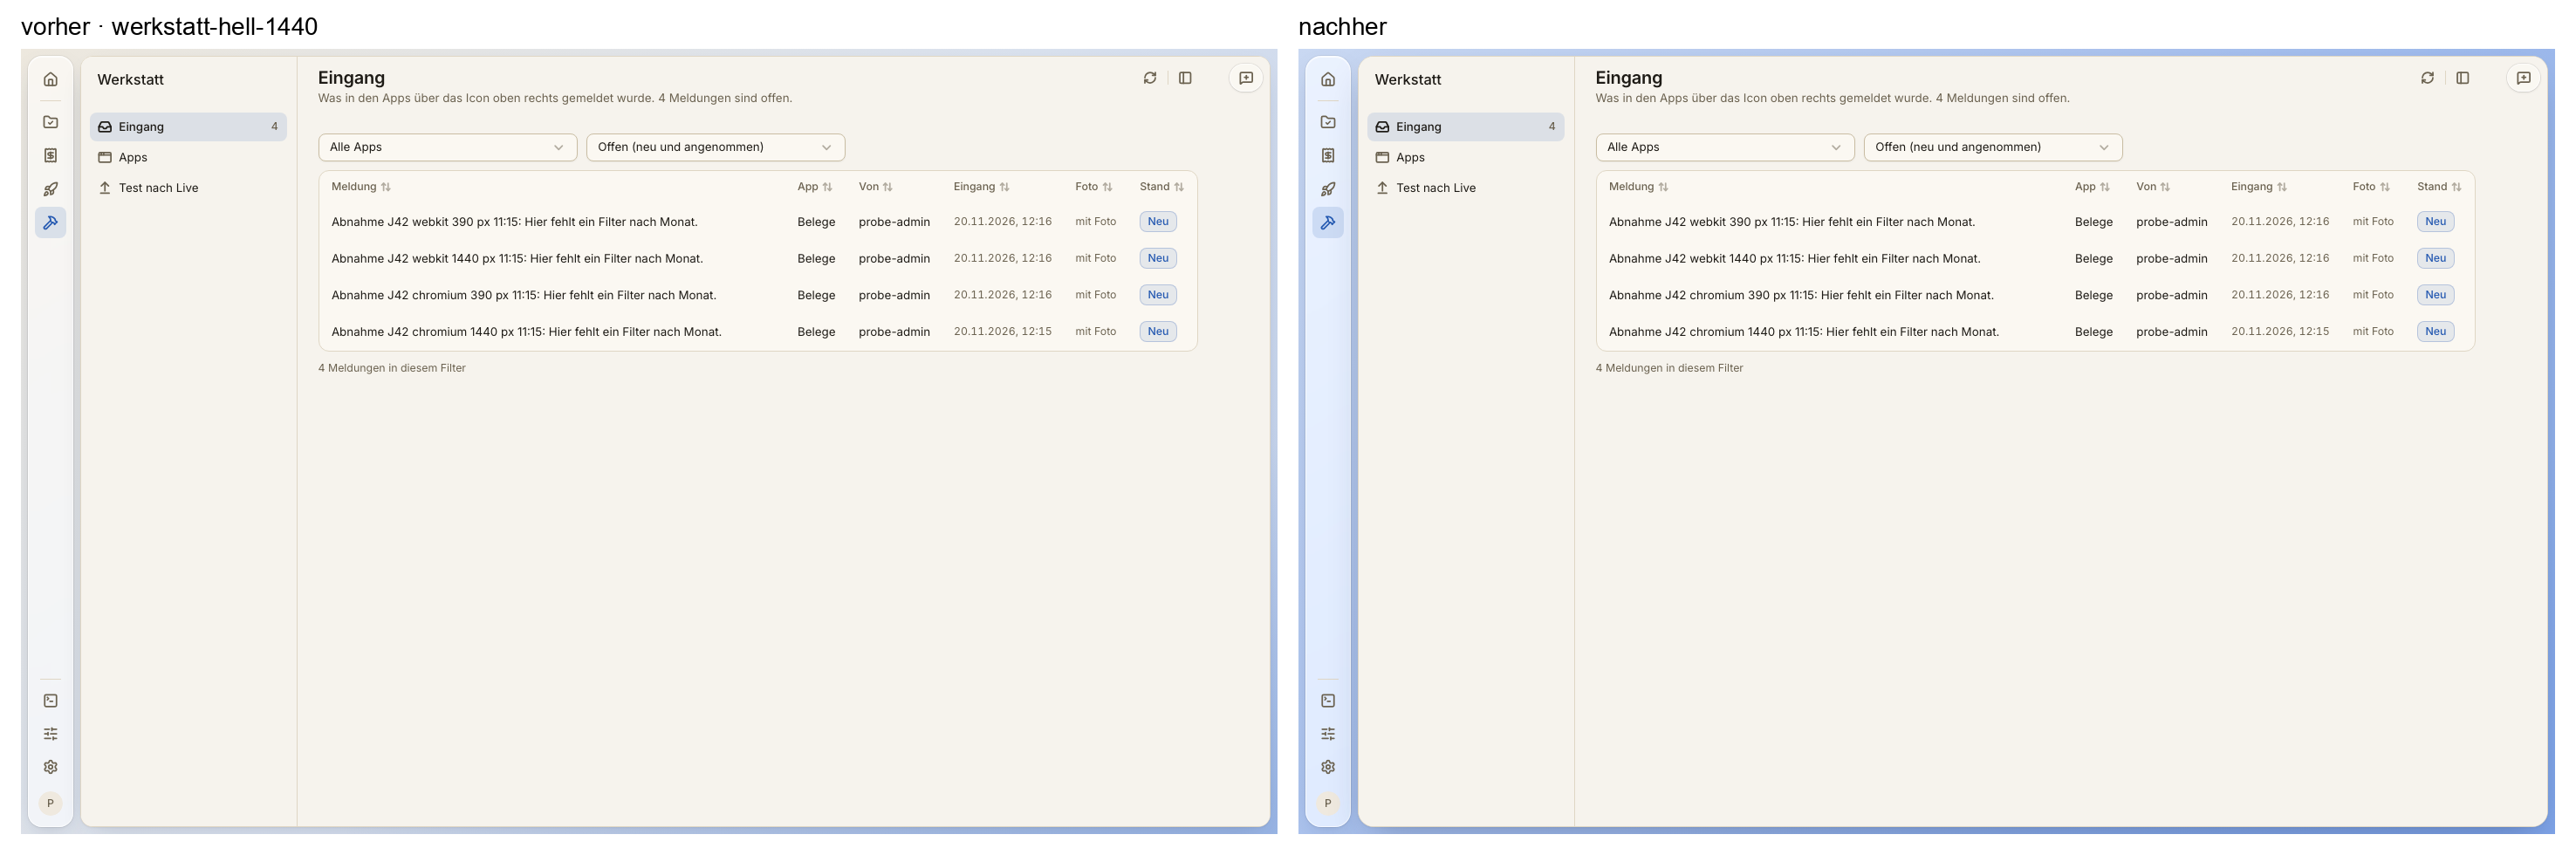 vorher · werkstatt-hell-1440
Werkstatt
Eingang 4
Apps
Test nach Live
P
Eingang
Was in den Apps über das Icon oben rechts gemeldet wurde. 4 Meldungen sind offen.
Alle Apps Offen (neu und angenommen)
Meldung App Von Eingang Foto Stand
Abnahme J42 webkit 390 px 11:15: Hier fehlt ein Filter nach Monat. Belege probe-admin 20.11.2026, 12:16 mit Foto Neu
Abnahme J42 webkit 1440 px 11:15: Hier fehlt ein Filter nach Monat. Belege probe-admin 20.11.2026, 12:16 mit Foto Neu
Abnahme J42 chromium 390 px 11:15: Hier fehlt ein Filter nach Monat. Belege probe-admin 20.11.2026, 12:16 mit Foto Neu
Abnahme J42 chromium 1440 px 11:15: Hier fehlt ein Filter nach Monat. Belege probe-admin 20.11.2026, 12:15 mit Foto Neu
4 Meldungen in diesem Filter
nachher
Werkstatt
Eingang 4
Apps
Test nach Live
P
Eingang
Was in den Apps über das Icon oben rechts gemeldet wurde. 4 Meldungen sind offen.
Alle Apps Offen (neu und angenommen)
Meldung App Von Eingang Foto Stand
Abnahme J42 webkit 390 px 11:15: Hier fehlt ein Filter nach Monat. Belege probe-admin 20.11.2026, 12:16 mit Foto Neu
Abnahme J42 webkit 1440 px 11:15: Hier fehlt ein Filter nach Monat. Belege probe-admin 20.11.2026, 12:16 mit Foto Neu
Abnahme J42 chromium 390 px 11:15: Hier fehlt ein Filter nach Monat. Belege probe-admin 20.11.2026, 12:16 mit Foto Neu
Abnahme J42 chromium 1440 px 11:15: Hier fehlt ein Filter nach Monat. Belege probe-admin 20.11.2026, 12:15 mit Foto Neu
4 Meldungen in diesem Filter